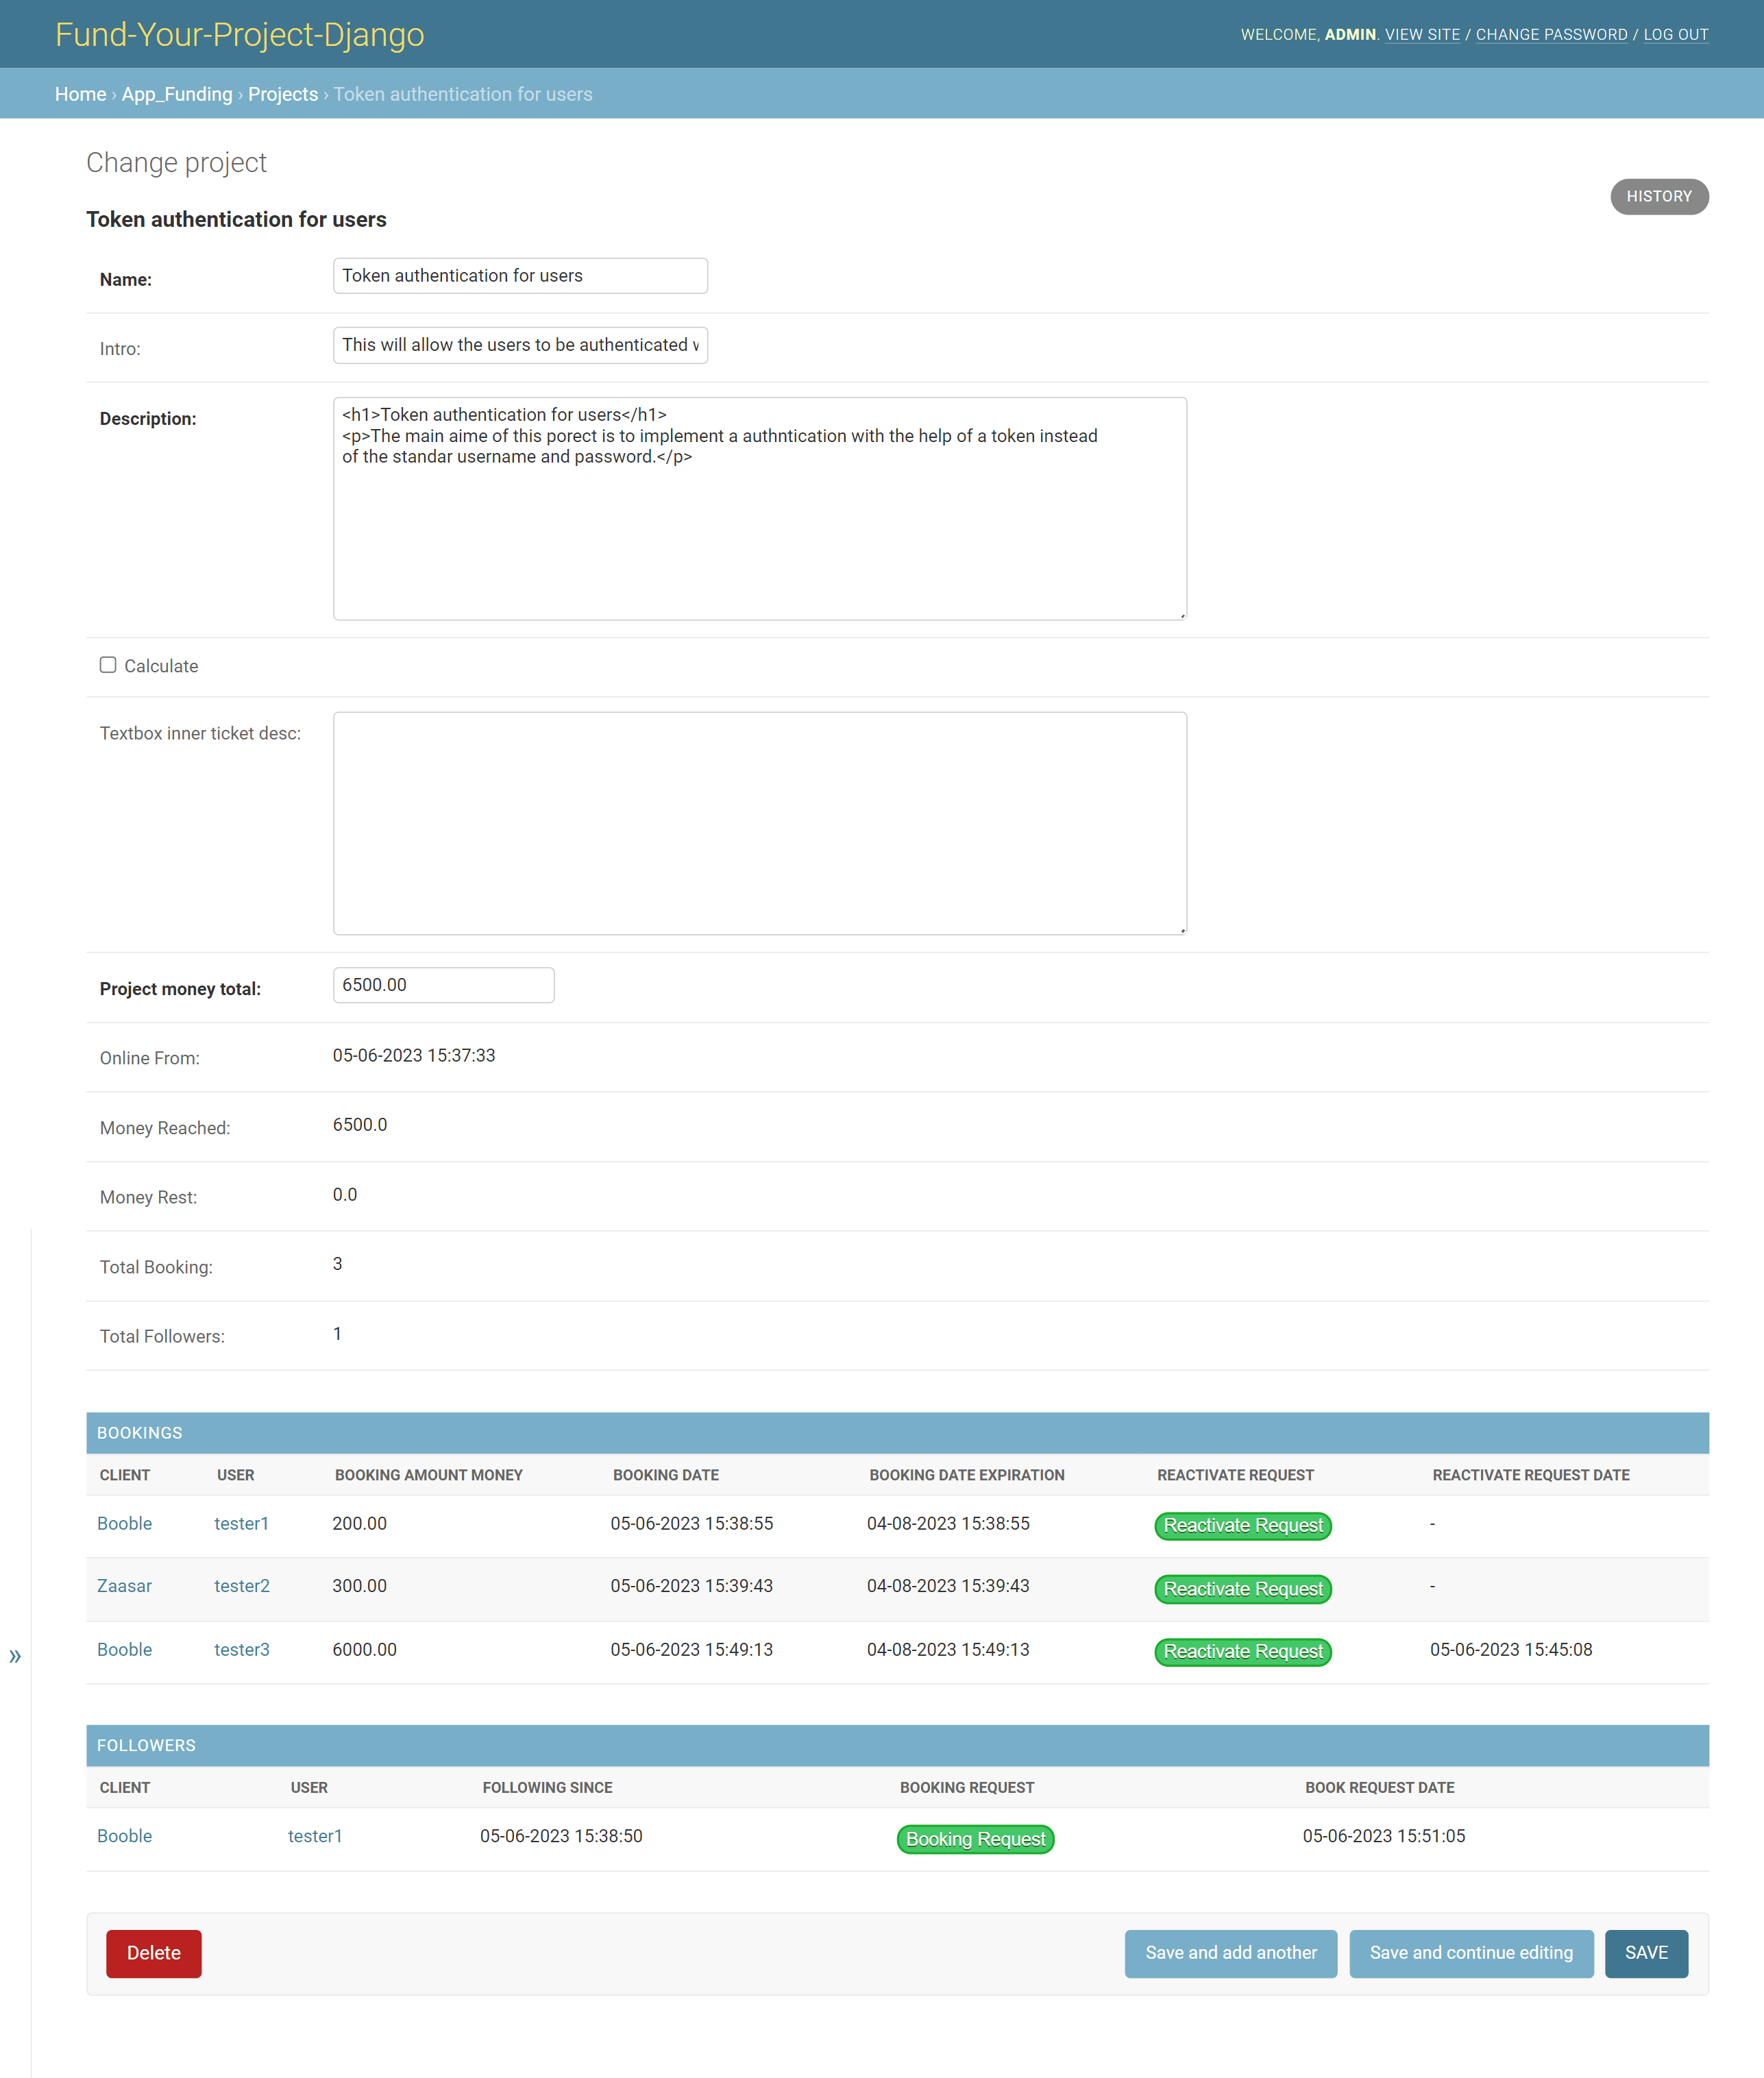 Fund-Your-Project-Django
WELCOME, ADMIN. VIEW SITE / CHANGE PASSWORD / LOG OUT
Home › App_Funding › Projects › Token authentication for users
Change project
HISTORY
Token authentication for users
Name: Token authentication for users
Intro: This will allow the users to be authenticated
Description: <h1>Token authentication for users</h1>
<p>The main aime of this porect is to implement a authntication with the help of a token instead
of the standar username and password.</p>
Calculate
Textbox inner ticket desc:
Project money total: 6500.00
Online From: 05-06-2023 15:37:33
Money Reached: 6500.0
Money Rest: 0.0
Total Booking: 3
Total Followers: 1
BOOKINGS
CLIENT USER BOOKING AMOUNT MONEY BOOKING DATE BOOKING DATE EXPIRATION REACTIVATE REQUEST REACTIVATE REQUEST DATE
Booble tester1 200.00 05-06-2023 15:38:55 04-08-2023 15:38:55 Reactivate Request -
Zaasar tester2 300.00 05-06-2023 15:39:43 04-08-2023 15:39:43 Reactivate Request -
Booble tester3 6000.00 05-06-2023 15:49:13 04-08-2023 15:49:13 Reactivate Request 05-06-2023 15:45:08
»
FOLLOWERS
CLIENT USER FOLLOWING SINCE BOOKING REQUEST BOOK REQUEST DATE
Booble tester1 05-06-2023 15:38:50 Booking Request 05-06-2023 15:51:05
Delete Save and add another Save and continue editing SAVE